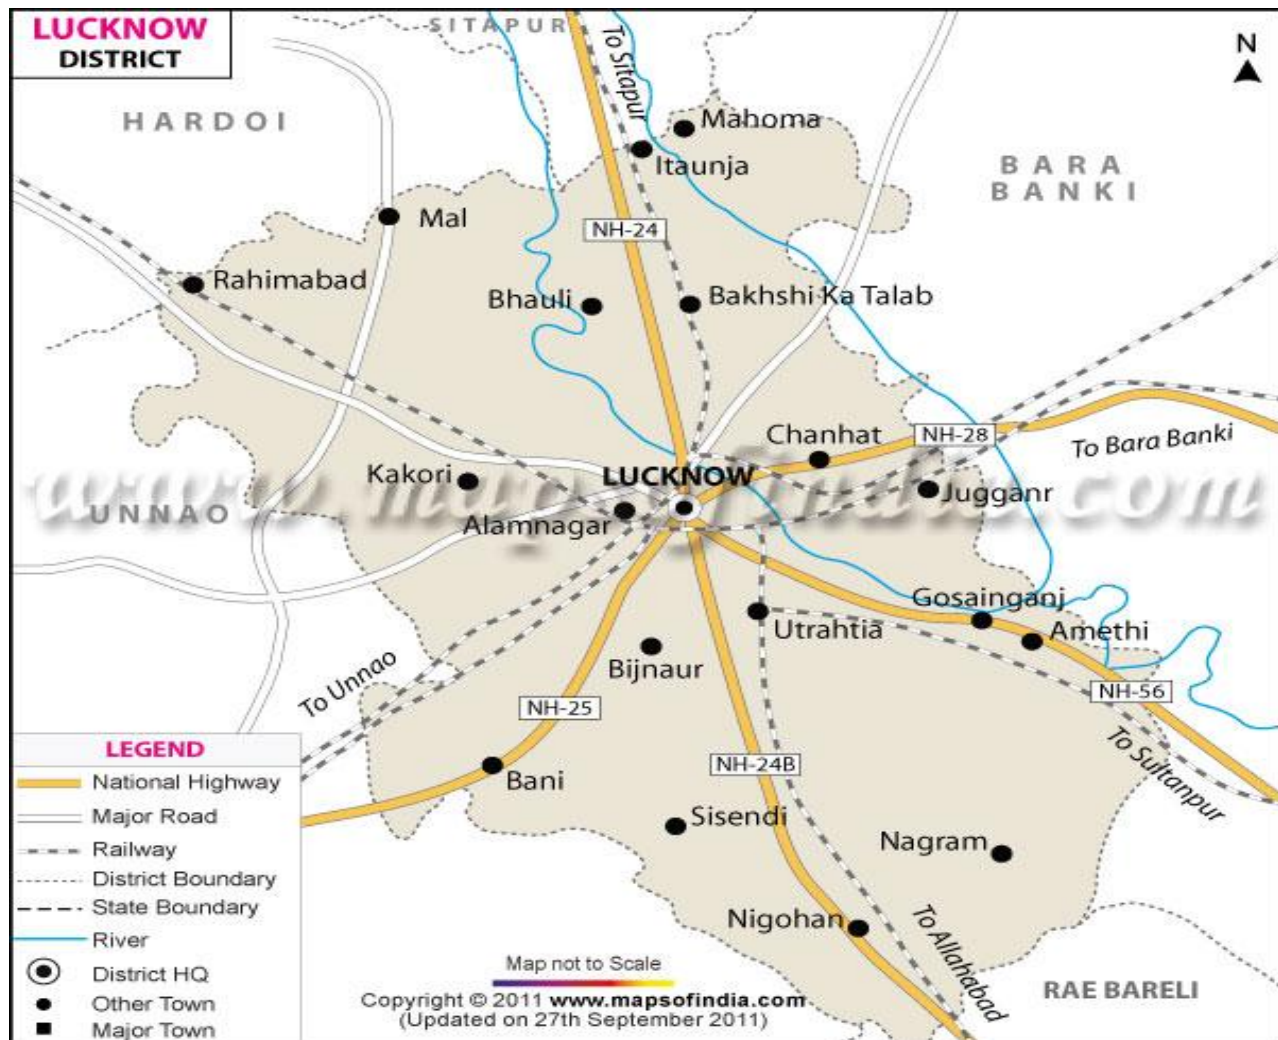 LUCKNOW
DISTRICT
SITAPUR
To Sitapur
N
HARDOI
Mahoma
Itaunja
BARA
BANKI
Mal
NH-24
Rahimabad
Bhauli
Bakhshi Ka Talab
Chanhat
NH-28
To Bara Banki
Kakori
LUCKNOW
Jugganr
www.mapsofindia.com
UNNAO
Alamnagar
Gosainganj
Utrahtia
Amethi
Bijnaur
To Unnao
NH-56
NH-25
To Sultanpur
NH-24B
Bani
Sisendi
Nagram
Nigohan
To Allahabad
RAE BARELI
LEGEND
National Highway
Major Road
Railway
District Boundary
State Boundary
River
District HQ
Other Town
Major Town
Map not to Scale
Copyright © 2011 www.mapsofindia.com
(Updated on 27th September 2011)